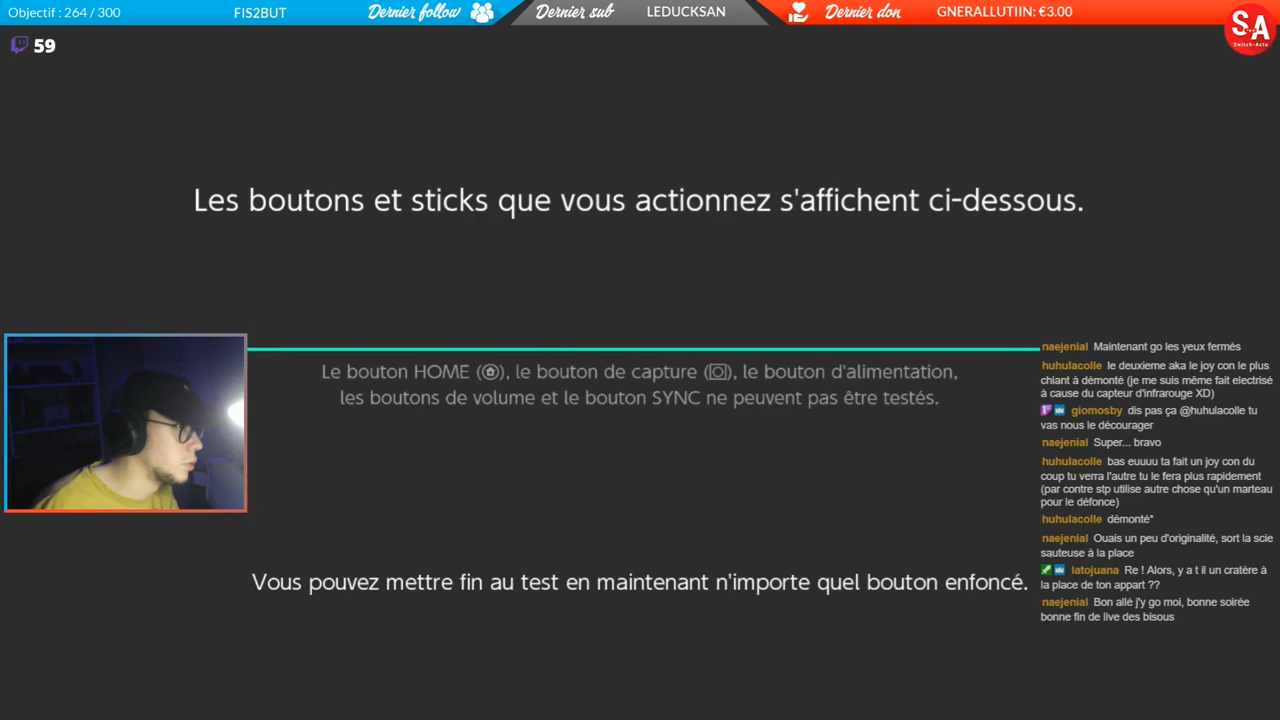 Objectif : 264 / 300 FIS2BUT Dernier follow Dernier sub LEDUCKSAN Dernier don GNERALLUTIIN: €3.00
SA
Switch-Actu
59
Les boutons et sticks que vous actionnez s'affichent ci-dessous.
Le bouton HOME (), le bouton de capture (), le bouton d'alimentation,
les boutons de volume et le bouton SYNC ne peuvent pas être testés.
Vous pouvez mettre fin au test en maintenant n'importe quel bouton enfoncé.
naejenial Maintenant go les yeux fermés
huhulacolle le deuxieme aka le joy con le plus
chiant à démonté (je me suis même fait electrisé
à cause du capteur d'infrarouge XD)
giomosby dis pas ça @huhulacolle tu
vas nous le décourager
naejenial Super... bravo
huhulacolle bas euuuu ta fait un joy con du
coup tu verra l'autre tu le fera plus rapidement
(par contre stp utilise autre chose qu'un marteau
pour le défonce)
huhulacolle démonté*
naejenial Ouais un peu d'originalité, sort la scie
sauteuse à la place
latojuana Re ! Alors, y a t il un cratère à
la place de ton appart ??
naejenial Bon allé j'y go moi, bonne soirée
bonne fin de live des bisous